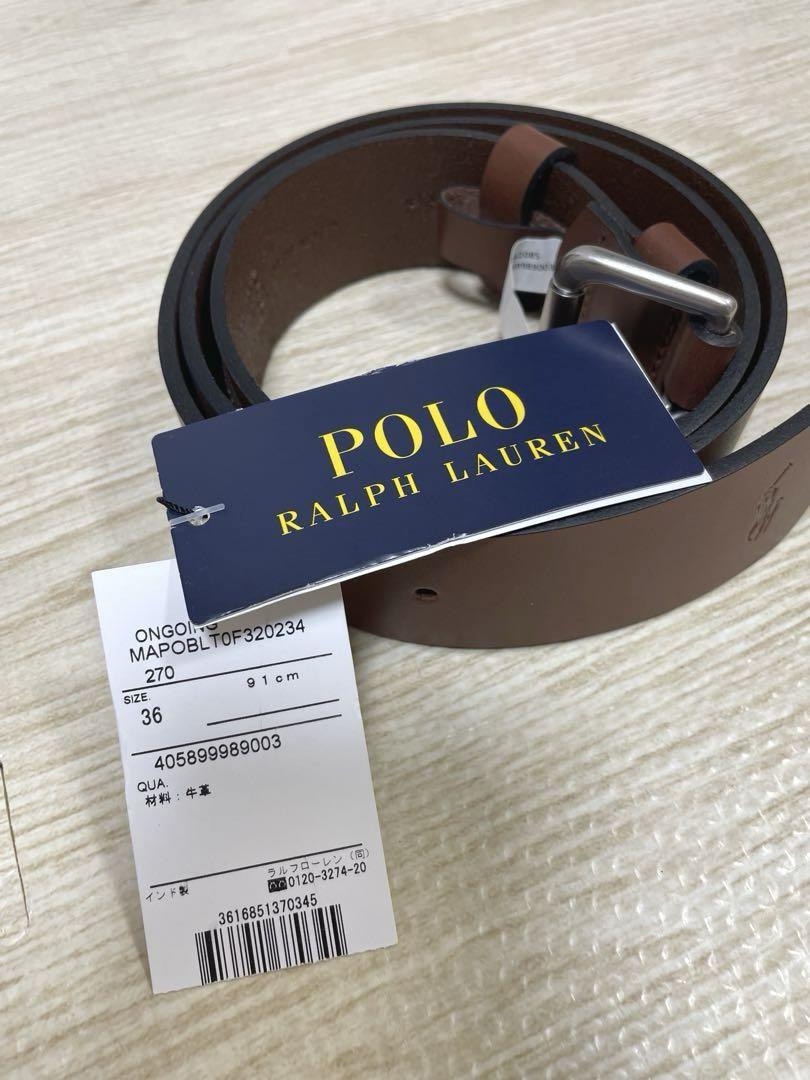 POLO
RALPH LAUREN
ONGOING
MAPOBLT0F320234
270
SIZE.
91cm
36
405899989003
QUA.
材料:牛革
ラルフローレン(同)
インド製
0120-3274-20
3616851370345